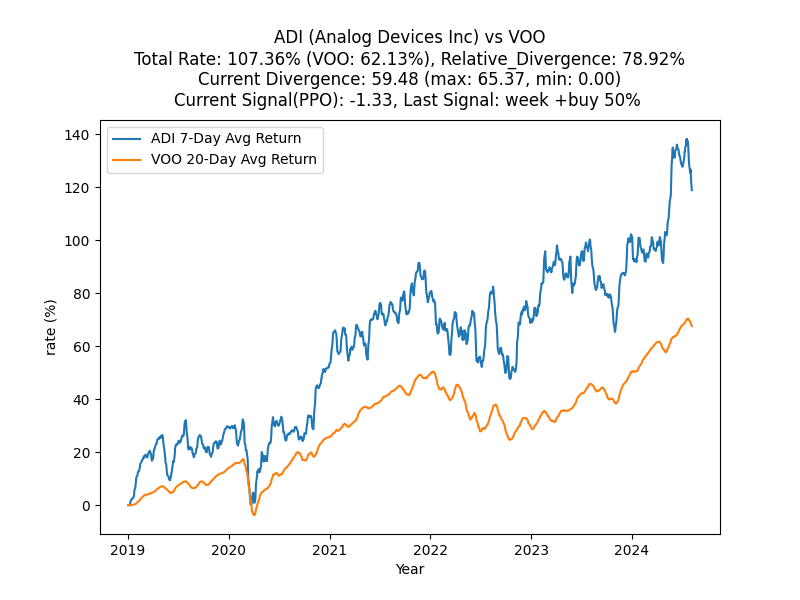 ADI (Analog Devices Inc) vs VOO
Total Rate: 107.36% (VOO: 62.13%), Relative_Divergence: 78.92%
Current Divergence: 59.48 (max: 65.37, min: 0.00)
Current Signal(PPO): -1.33, Last Signal: week +buy 50%
ADI 7-Day Avg Return
VOO 20-Day Avg Return
140
120
100
80
60
40
20
0
rate (%)
2019 2020 2021 2022 2023 2024
Year